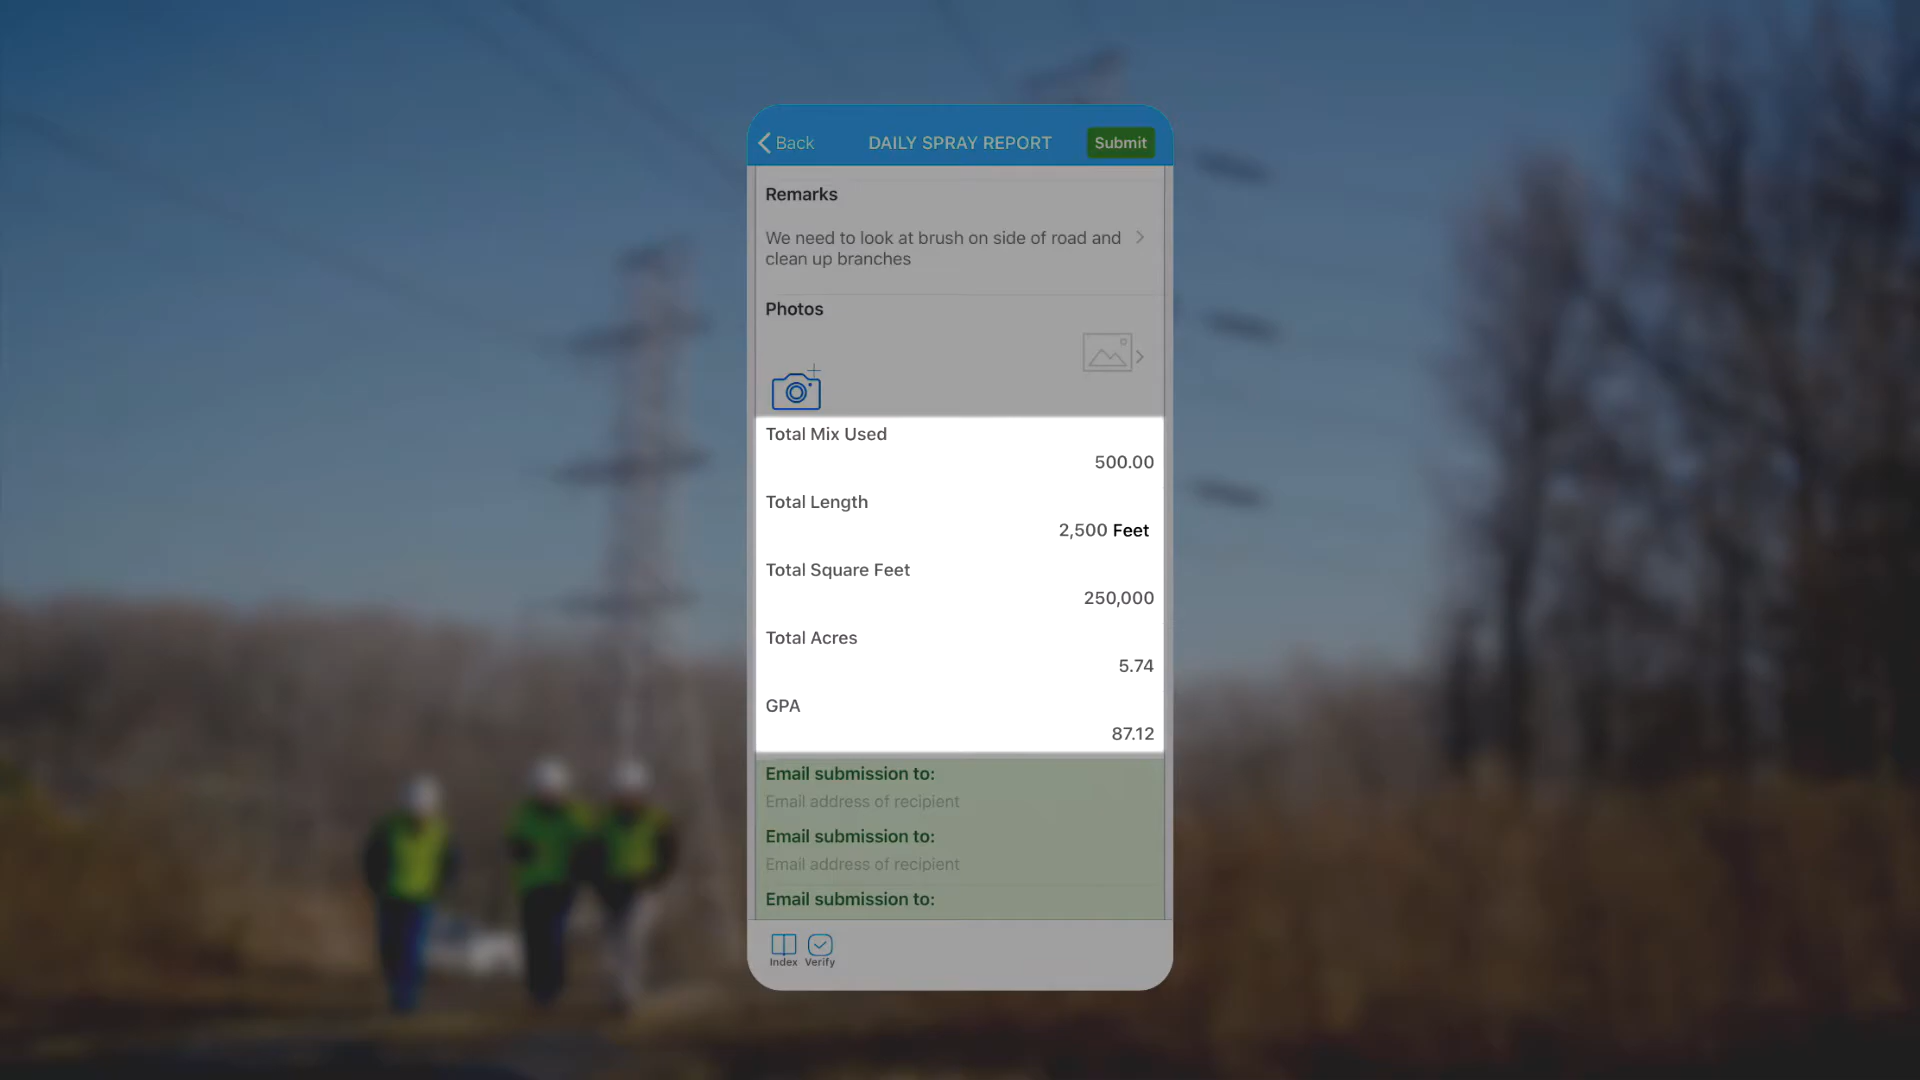 Back
DAILY SPRAY REPORT
Submit
Remarks
We need to look at brush on side of road and
clean up branches
Photos
Total Mix Used
500.00
Total Length
2,500 Feet
Total Square Feet
250,000
Total Acres
5.74
GPA
87.12
Email submission to:
Email address of recipient
Email submission to:
Email address of recipient
Email submission to:
Index
Verify